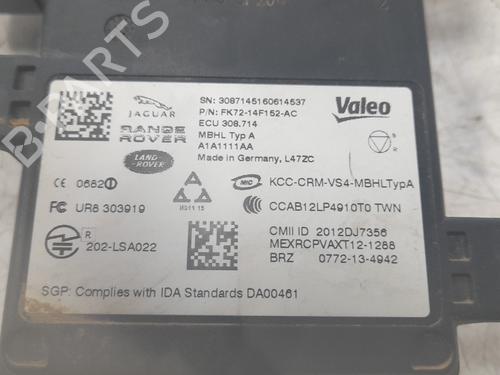 B-PARTS
SN: 3087145160614537
P/N: FK72-14F152-AC
ECU 308.714
MBHL Typ A
A1A1111AA
Made in Germany, L47ZC
JAGUAR
RANGE ROVER
LAND-ROVER
Valeo
CE 0682
FC UR8 303919
R 202-LSA022
MIC KCC-CRM-VS4-MBHLTypA
CCAB12LP4910T0 TWN
CMII ID 2012DJ7356
MEXRCPVAXT12-1288
BRZ 0772-13-4942
SGP: Complies with IDA Standards DA00461